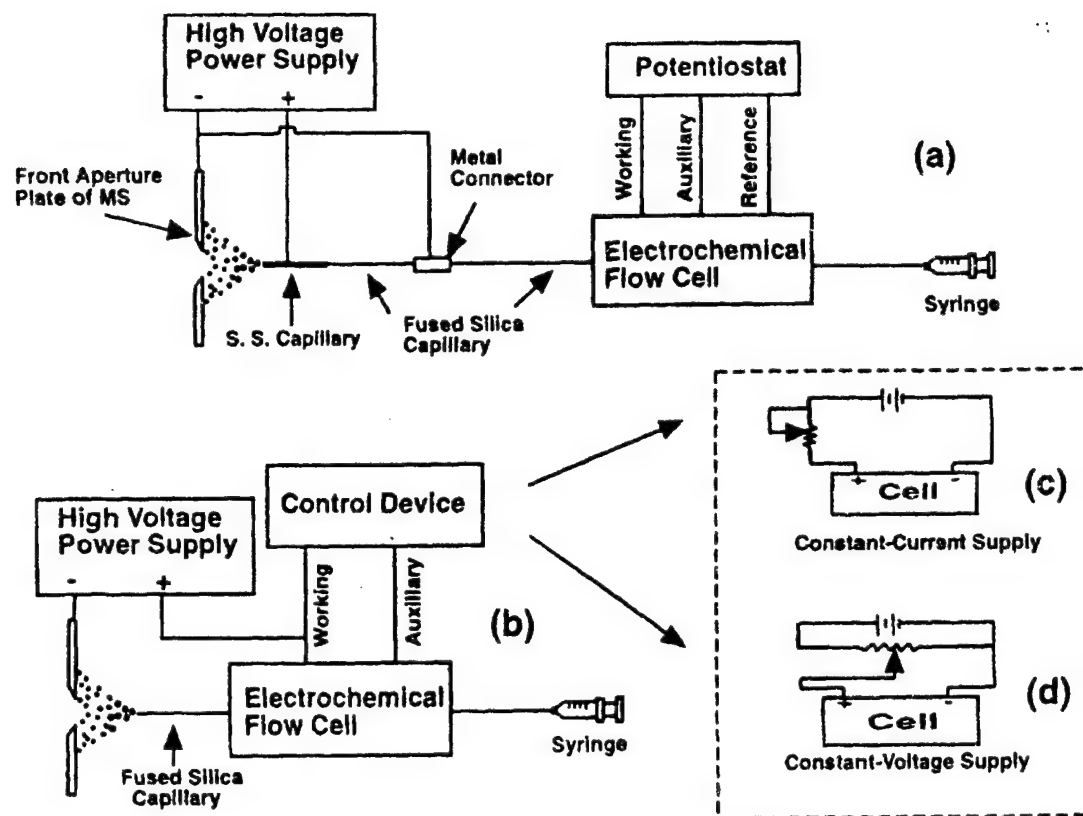 High Voltage
Power Supply
- +
Potentiostat
Working
Auxiliary
Reference
(a)
Front Aperture
Plate of MS
Metal
Connector
Electrochemical
Flow Cell
S. S. Capillary
Fused Silica
Capillary
Syringe
High Voltage
Power Supply
- +
Control Device
Working
Auxiliary
(b)
Electrochemical
Flow Cell
Fused Silica
Capillary
Syringe
+ -
Cell
(c)
Constant-Current Supply
+ -
Cell
(d)
Constant-Voltage Supply